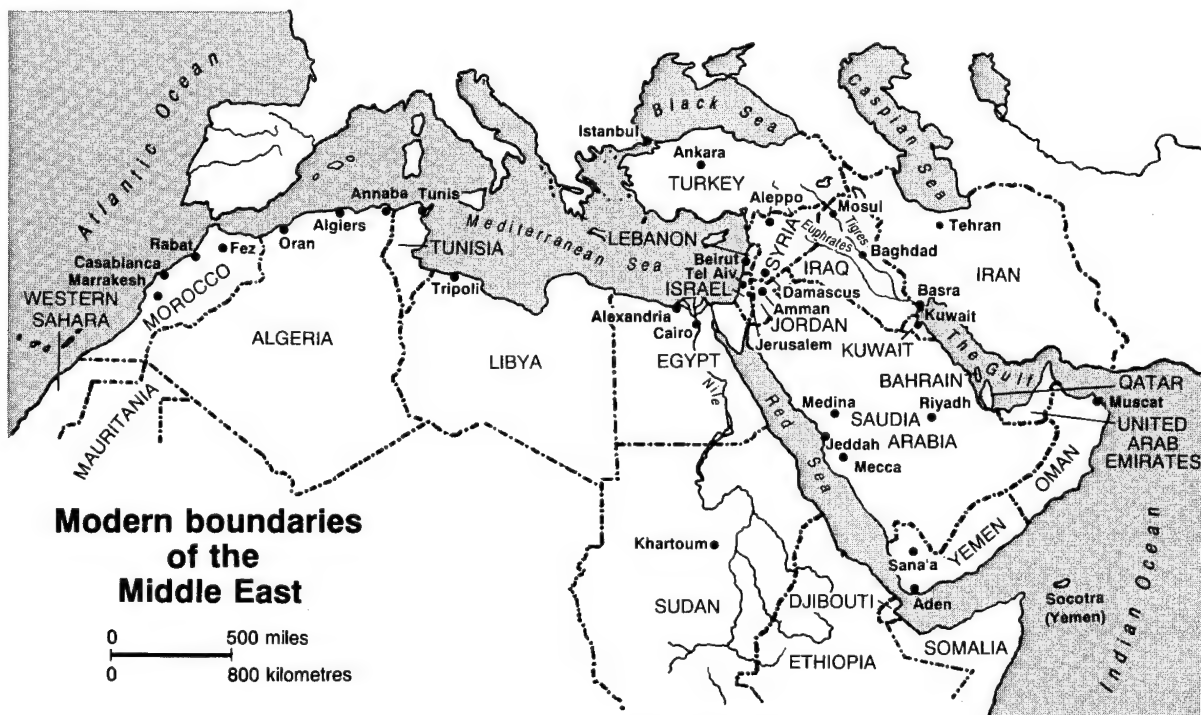 Atlantic Ocean
Black Sea
Caspian Sea
Istanbul
Ankara
TURKEY
Annaba
Tunis
Aleppo
Mosul
Tehran
Algiers
Oran
Mediterranean Sea
Rabat
Fez
TUNISIA
LEBANON
SYRIA
Euphrates
Tigres
Baghdad
Casablanca
Marrakesh
MOROCCO
Tripoli
Beirut
Tel Aiv
IRAQ
IRAN
WESTERN
SAHARA
ISRAEL
Damascus
Basra
Amman
Kuwait
Alexandria
JORDAN
Cairo
Jerusalem
KUWAIT
ALGERIA
LIBYA
EGYPT
The Gulf
Nile
BAHRAIN
QATAR
MAURITANIA
Red Sea
Medina
Riyadh
Muscat
SAUDIA
ARABIA
UNITED
ARAB
EMIRATES
Jeddah
Mecca
OMAN
Modern boundaries
of the
Middle East
Khartoum
YEMEN
Sana'a
Aden
Socotra
(Yemen)
Indian Ocean
SUDAN
DJIBOUTI
0 500 miles
0 800 kilometres
ETHIOPIA
SOMALIA